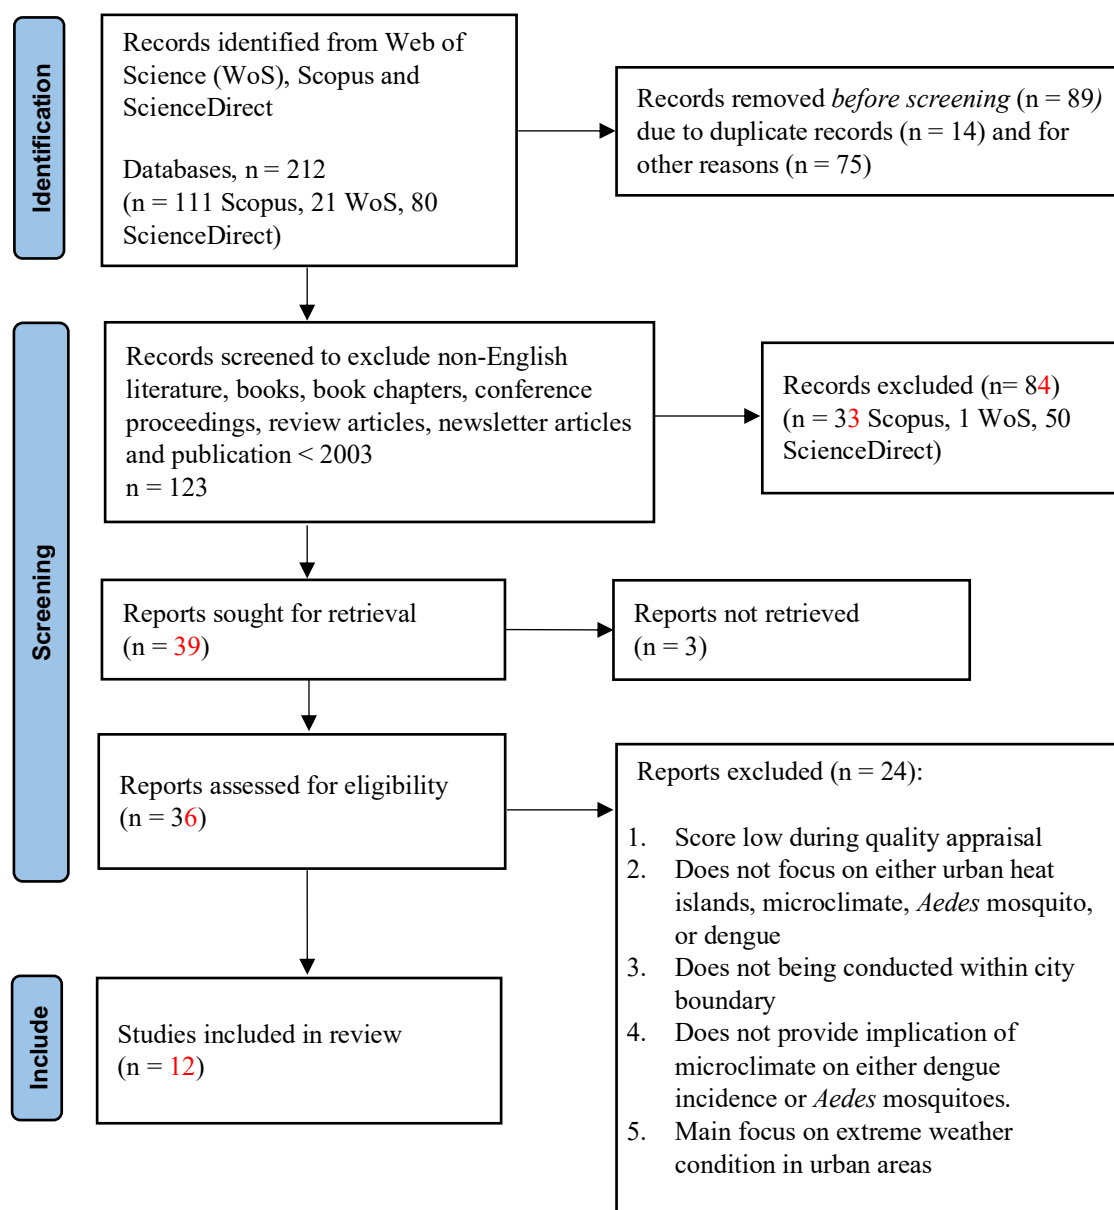 Identification
Records identified from Web of
Science (WoS), Scopus and
ScienceDirect
Databases, n = 212
(n = 111 Scopus, 21 WoS, 80
ScienceDirect)
Records removed before screening (n = 89)
due to duplicate records (n = 14) and for
other reasons (n = 75)
Screening
Records screened to exclude non-English
literature, books, book chapters, conference
proceedings, review articles, newsletter articles
and publication < 2003
n = 123
Records excluded (n= 84)
(n = 33 Scopus, 1 WoS, 50
ScienceDirect)
Reports sought for retrieval
(n = 39)
Reports not retrieved
(n = 3)
Reports assessed for eligibility
(n = 36)
Reports excluded (n = 24):
1. Score low during quality appraisal
2. Does not focus on either urban heat
islands, microclimate, Aedes mosquito,
or dengue
3. Does not being conducted within city
boundary
4. Does not provide implication of
microclimate on either dengue
incidence or Aedes mosquitoes.
5. Main focus on extreme weather
condition in urban areas
Include
Studies included in review
(n = 12)